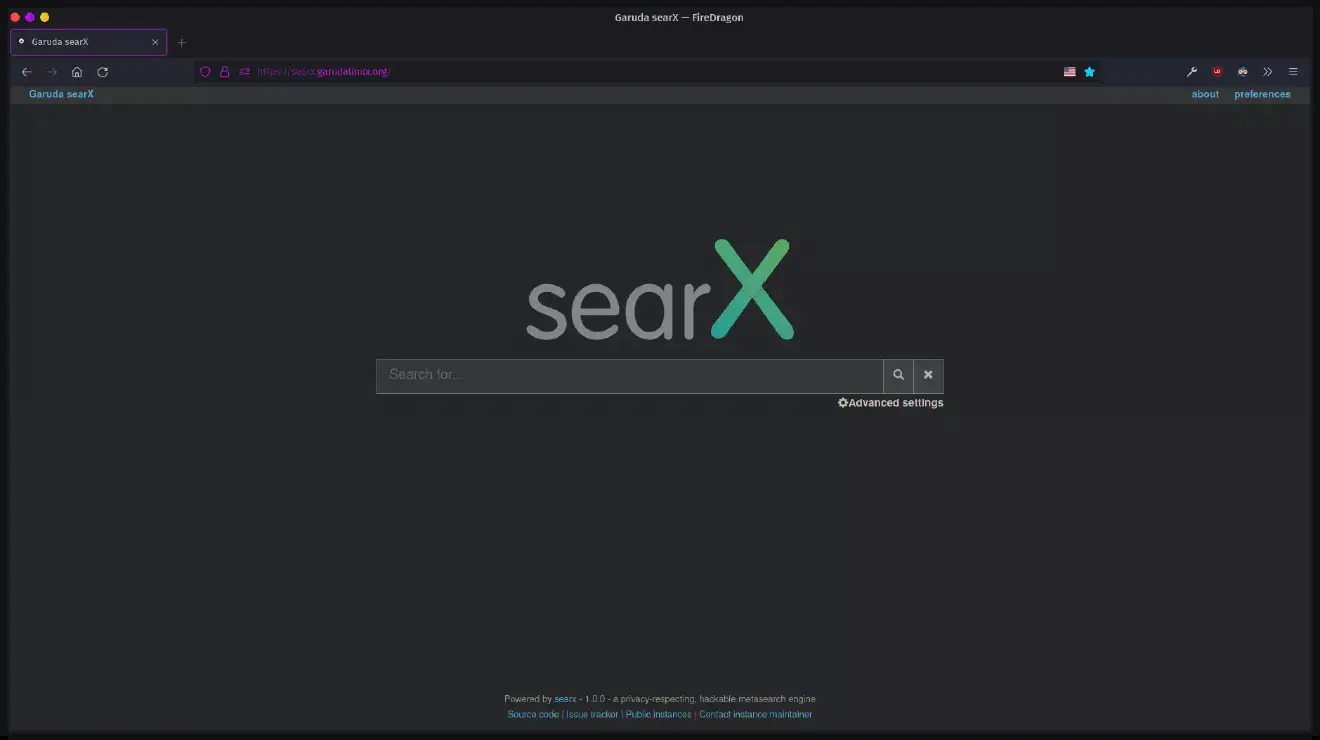 Garuda searX — FireDragon
Garuda searX
https://searx.garudalinux.org/
Garuda searX about preferences
searX
Search for...
Advanced settings
Powered by searx - 1.0.0 - a privacy-respecting, hackable metasearch engine
Source code | Issue tracker | Public instances | Contact instance maintainer